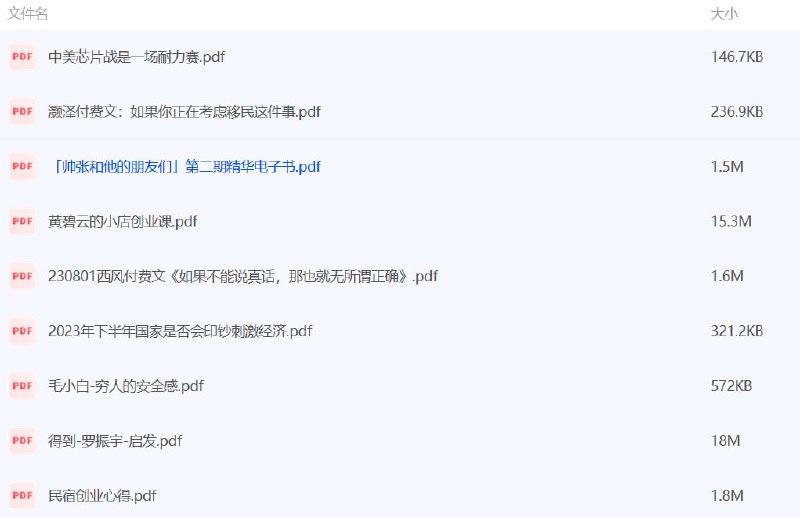 文件名 大小
PDF 中美芯片战是一场耐力赛.pdf 146.7KB
PDF 灏泽付费文：如果你正在考虑移民这件事.pdf 236.9KB
PDF 「帅张和他的朋友们」第二期精华电子书.pdf 1.5M
PDF 黄碧云的小店创业课.pdf 15.3M
PDF 230801西风付费文《如果不能说真话，那也就无所谓正确》.pdf 1.6M
PDF 2023年下半年国家是否会印钞刺激经济.pdf 321.2KB
PDF 毛小白-穷人的安全感.pdf 572KB
PDF 得到-罗振宇-启发.pdf 18M
PDF 民宿创业心得.pdf 1.8M